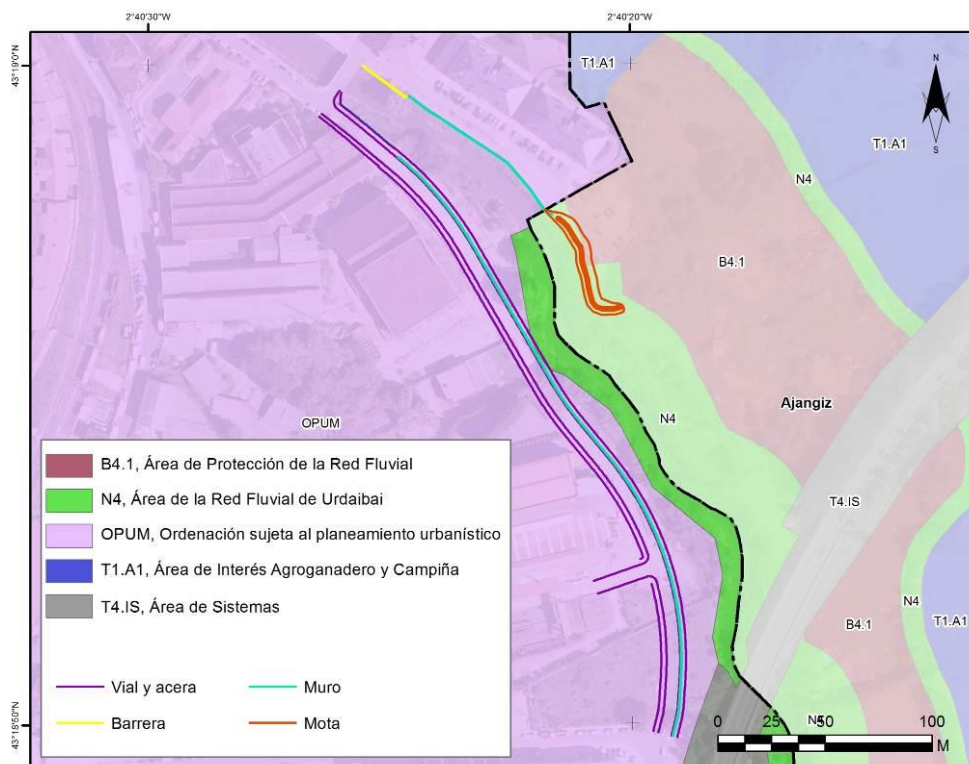 2°40'30"W
2°40'20"W
43°19'0"N
T1.A1
N
S
T1.A1
N4
B4.1
Ajangiz
OPUM
N4
T4.IS
B4.1, Área de Protección de la Red Fluvial
N4, Área de la Red Fluvial de Urdaibai
OPUM, Ordenación sujeta al planeamiento urbanístico
T1.A1, Área de Interés Agroganadero y Campiña
T4.IS, Área de Sistemas
N4
B4.1
T1.A1
Vial y acera
Muro
Barrera
Mota
43°18'50"N
N4
0 25 50 100
M